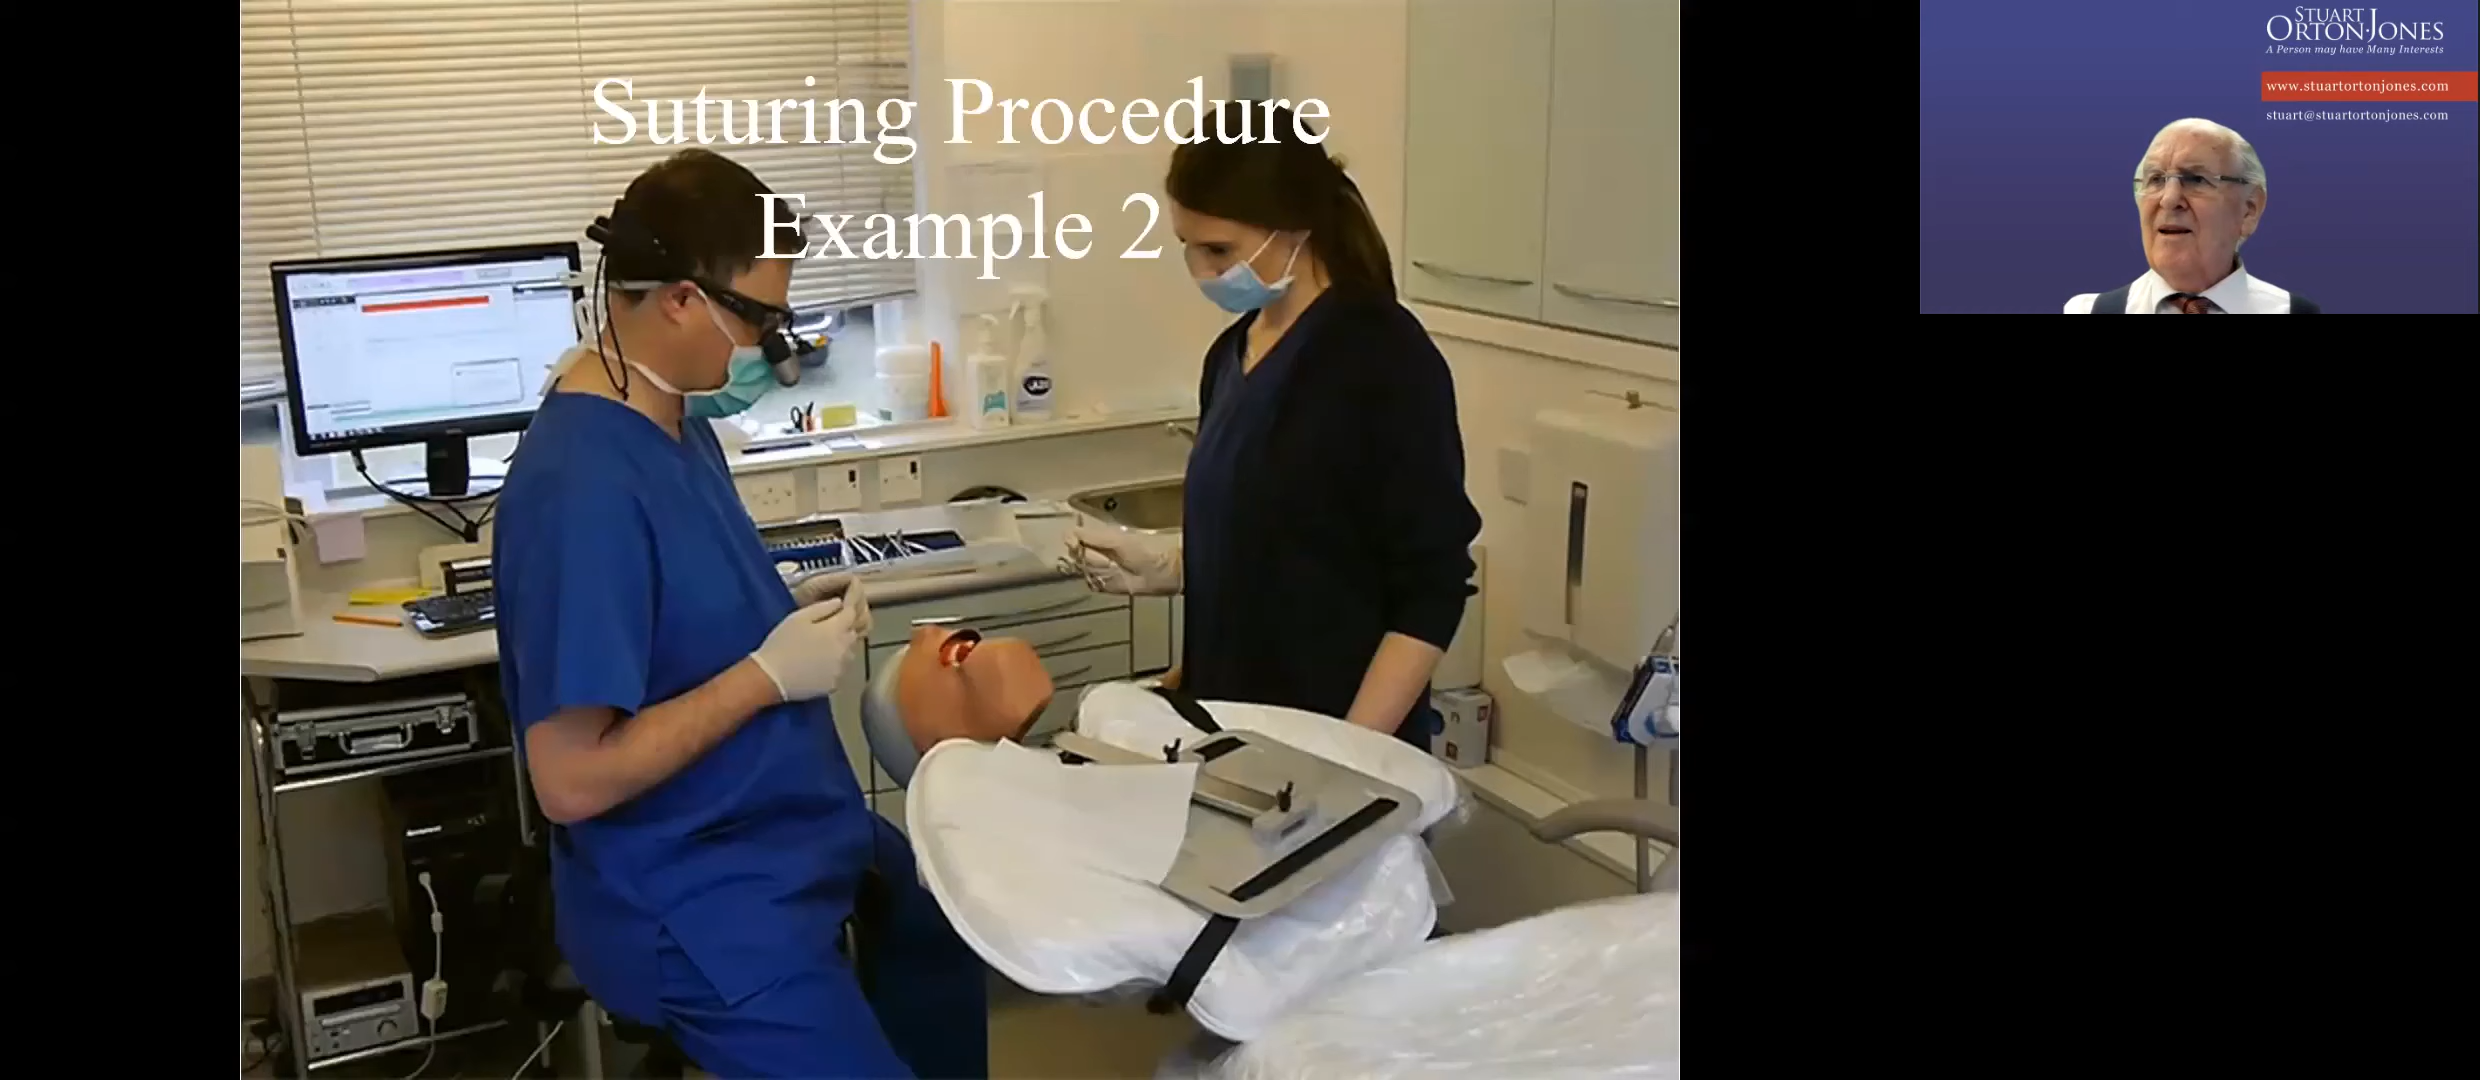 Suturing Procedure
Example 2
STUART
ORTON-JONES
A Person may have Many Interests
www.stuartortonjones.com
stuart@stuartortonjones.com